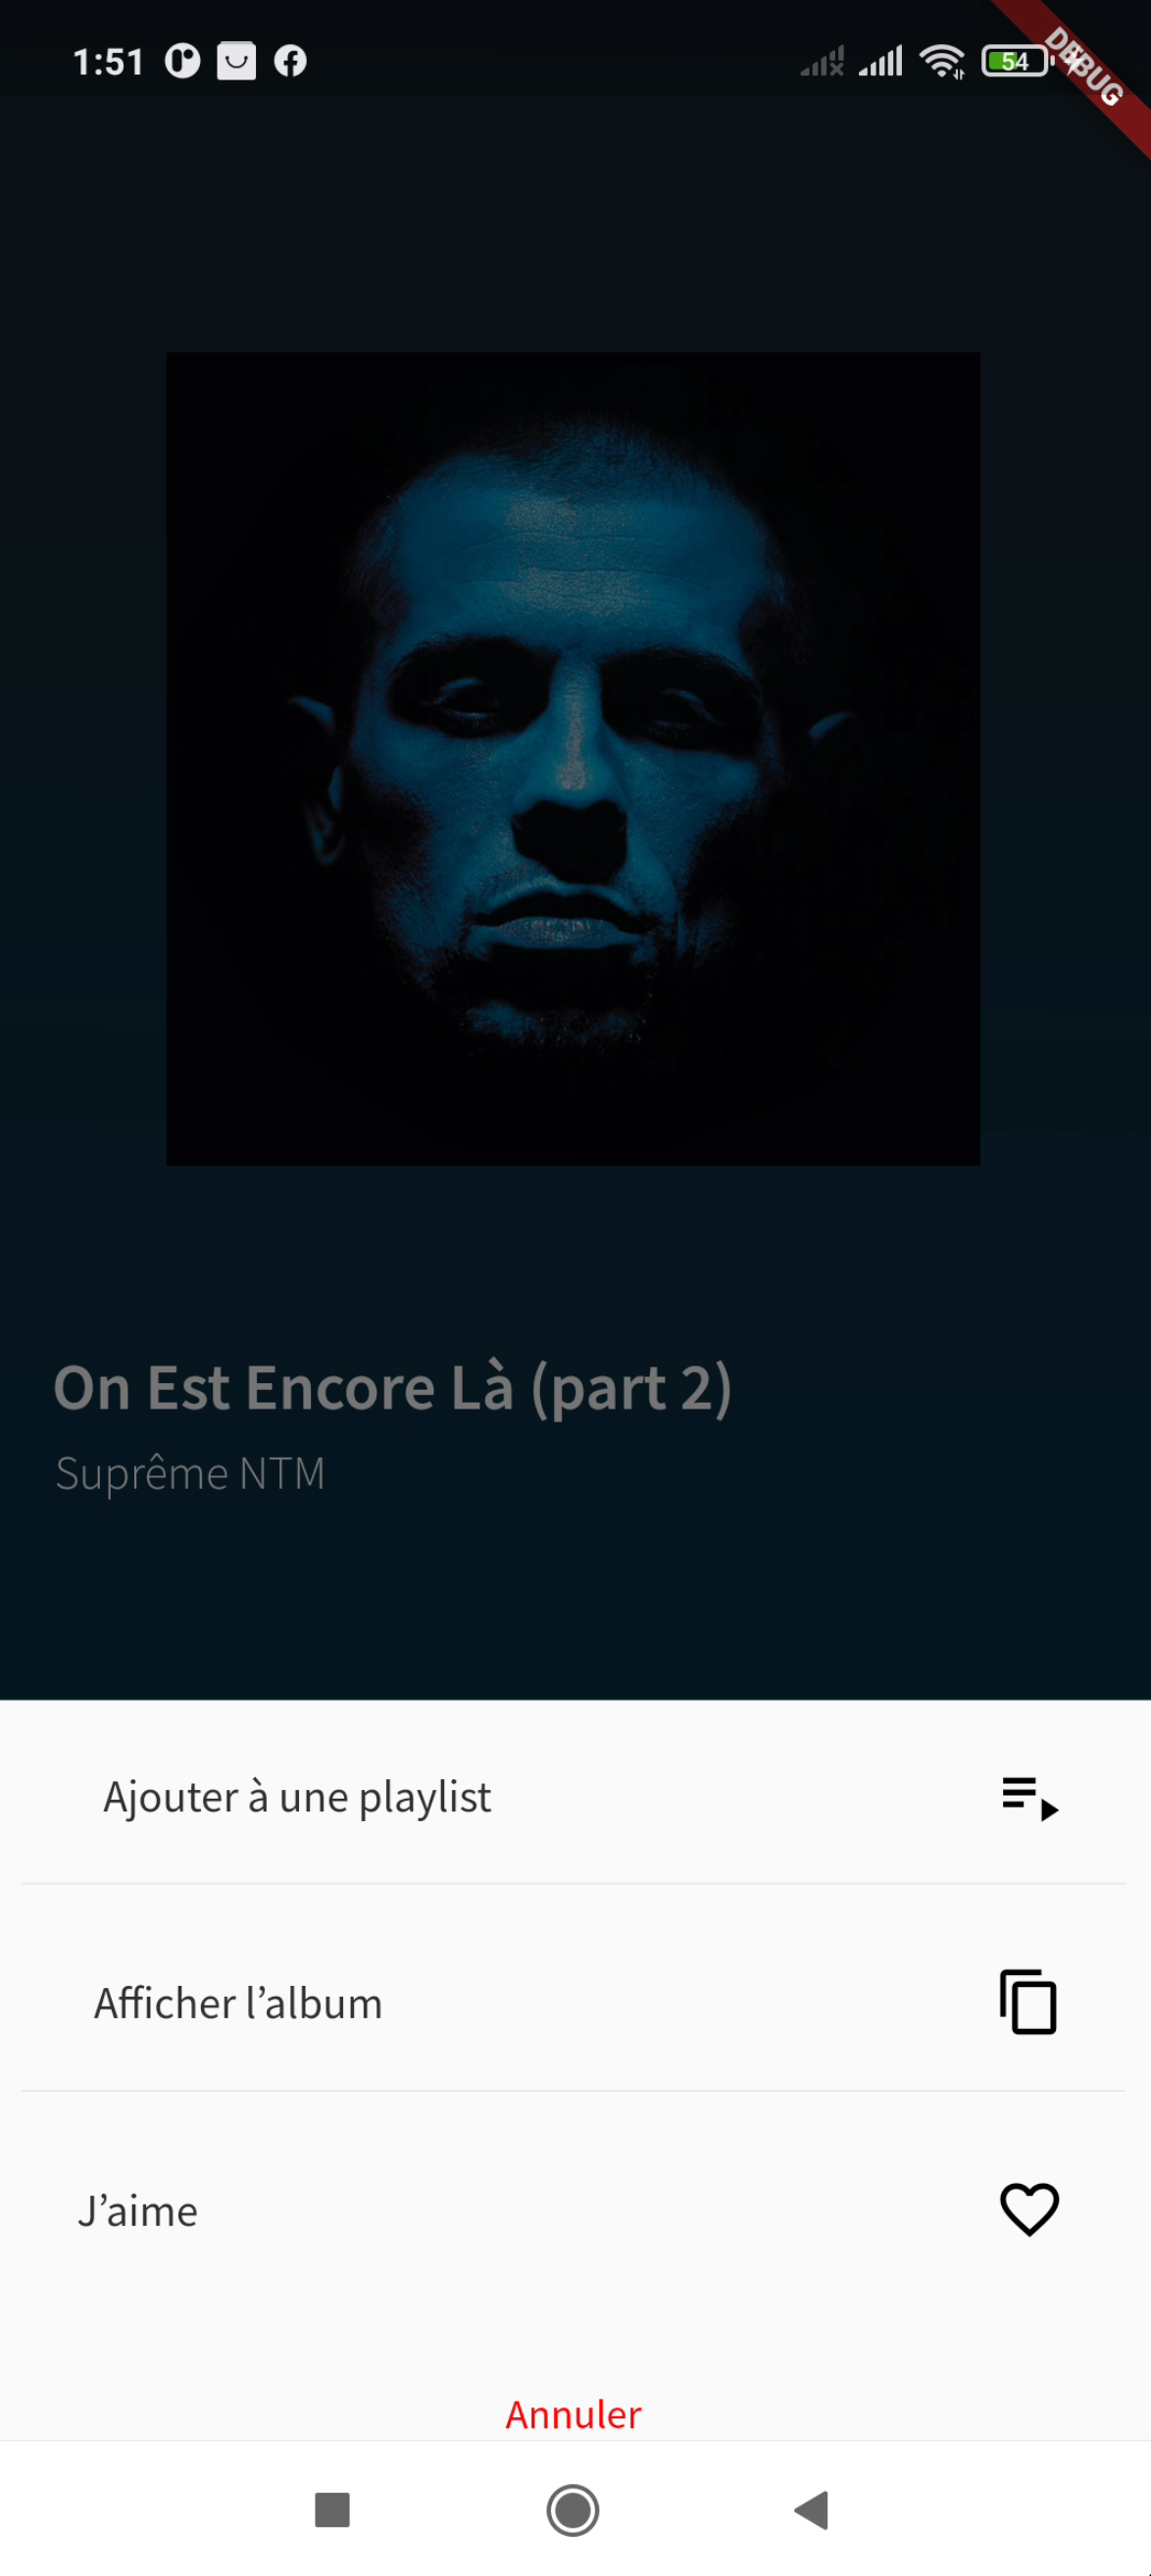 1:51
54
DEBUG
On Est Encore Là (part 2)
Suprême NTM
Ajouter à une playlist
Afficher l’album
J’aime
Annuler